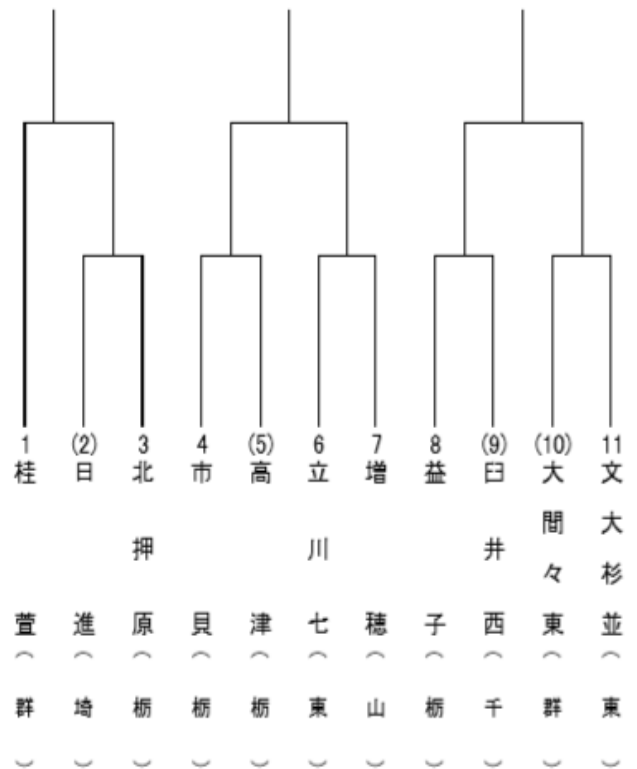 1 桂萱（群）
(2) 日進（埼）
3 北押原（栃）
4 市貝（栃）
(5) 高津（栃）
6 立川七（東）
7 増穂（山）
8 益子（栃）
(9) 臼井西（千）
(10) 大間々東（群）
11 文大杉並（東）